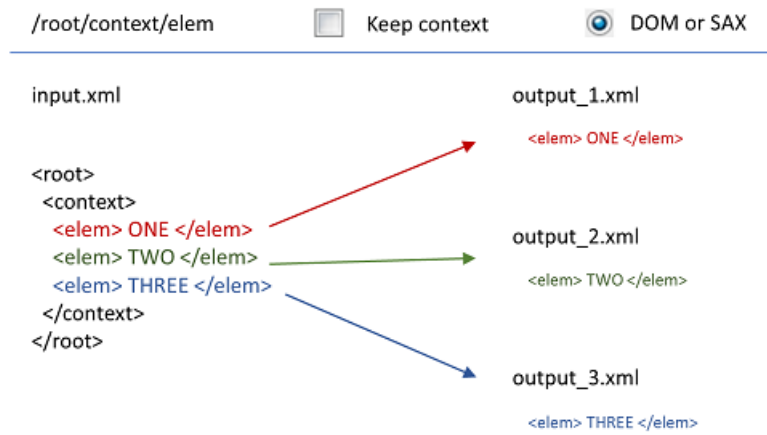 /root/context/elem Keep context DOM or SAX
input.xml
<root>
<context>
<elem> ONE </elem>
<elem> TWO </elem>
<elem> THREE </elem>
</context>
</root>
output_1.xml
<elem> ONE </elem>
output_2.xml
<elem> TWO </elem>
output_3.xml
<elem> THREE </elem>